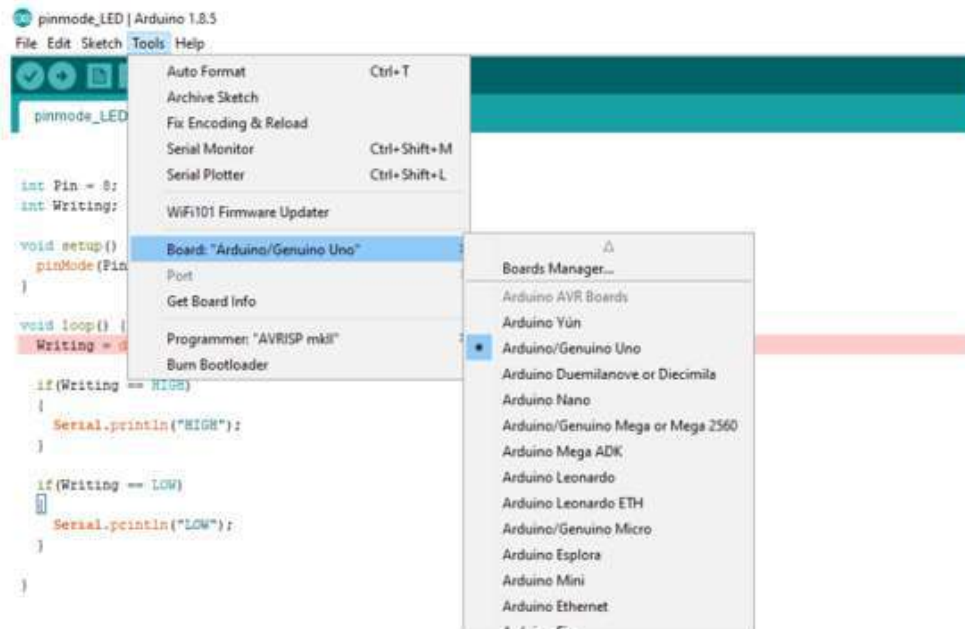 pinmode_LED | Arduino 1.8.5
File Edit Sketch Tools Help
pinmode_LED
Auto Format Ctrl+T
Archive Sketch
Fix Encoding & Reload
Serial Monitor Ctrl+Shift+M
Serial Plotter Ctrl+Shift+L
WiFi101 Firmware Updater
Board: "Arduino/Genuino Uno"
Port
Get Board Info
Programmer: "AVRISP mkII"
Burn Bootloader
Boards Manager...
Arduino AVR Boards
Arduino Yún
Arduino/Genuino Uno
Arduino Duemilanove or Diecimila
Arduino Nano
Arduino/Genuino Mega or Mega 2560
Arduino Mega ADK
Arduino Leonardo
Arduino Leonardo ETH
Arduino/Genuino Micro
Arduino Esplora
Arduino Mini
Arduino Ethernet
int Pin = 8;
int Writing;
void setup()
pinMode(Pin
}
void loop() {
Writing = d
if(Writing == HIGH)
{
Serial.println("HIGH");
}
if(Writing == LOW)
{
Serial.println("LOW");
}
}